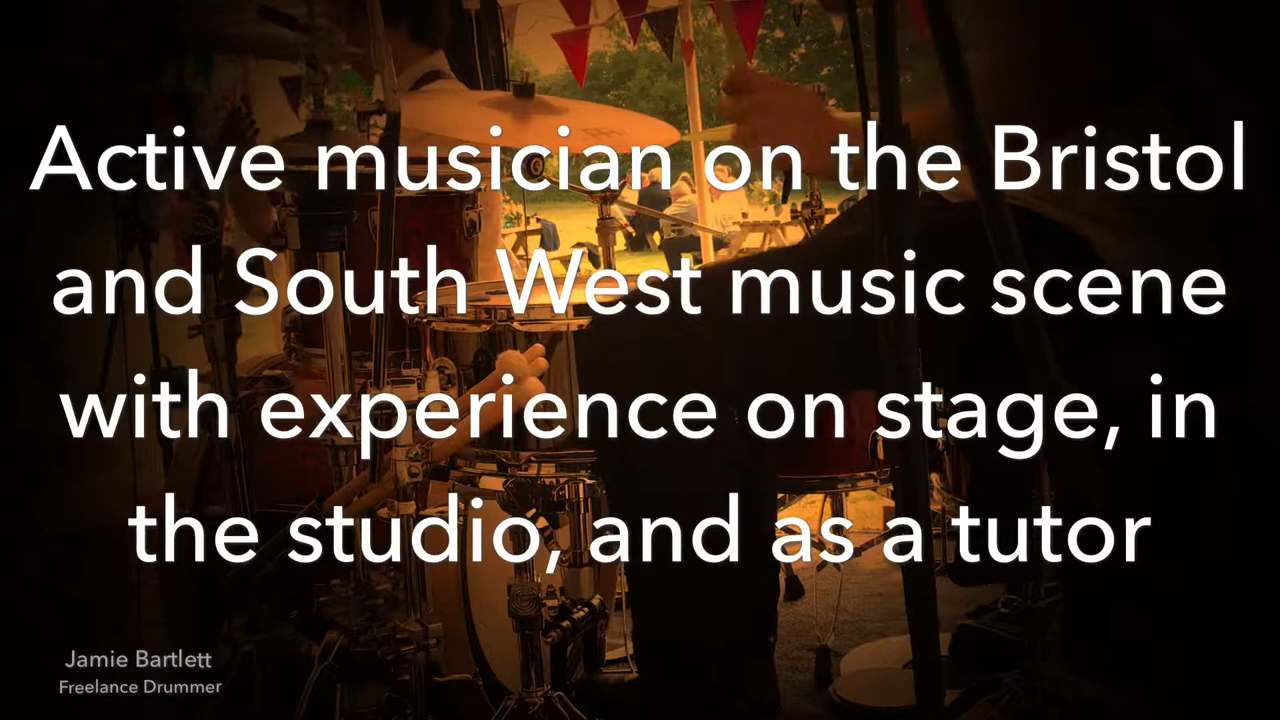 Active musician on the Bristol
and South West music scene
with experience on stage, in
the studio, and as a tutor
Jamie Bartlett
Freelance Drummer